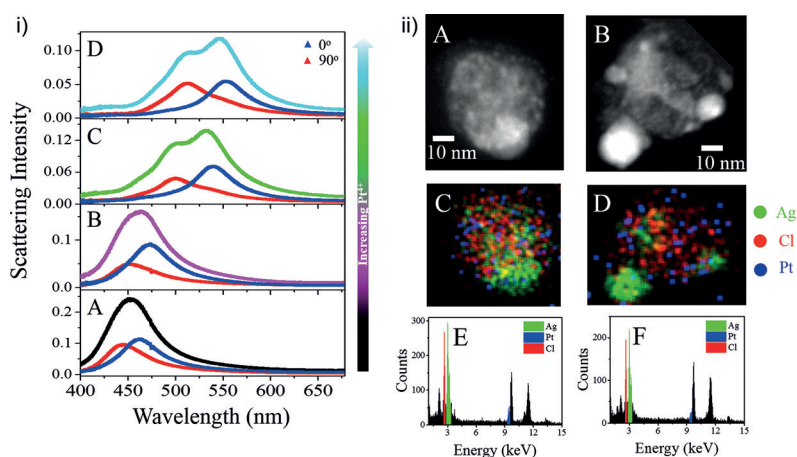 i)
D
0°
90°
0.10
0.05
0.00
C
0.12
0.06
0.00
B
0.1
0.0
A
0.2
0.1
0.0
400 450 500 550 600 650
Wavelength (nm)
Scattering Intensity
Increasing Pt⁴⁺
ii)
A
10 nm
B
10 nm
C
D
Ag
Cl
Pt
E
Ag
Pt
Cl
300
200
100
0
3 6 9 12 15
Energy (keV)
Counts
F
Ag
Pt
Cl
200
100
0
3 6 9 12 15
Energy (keV)
Counts